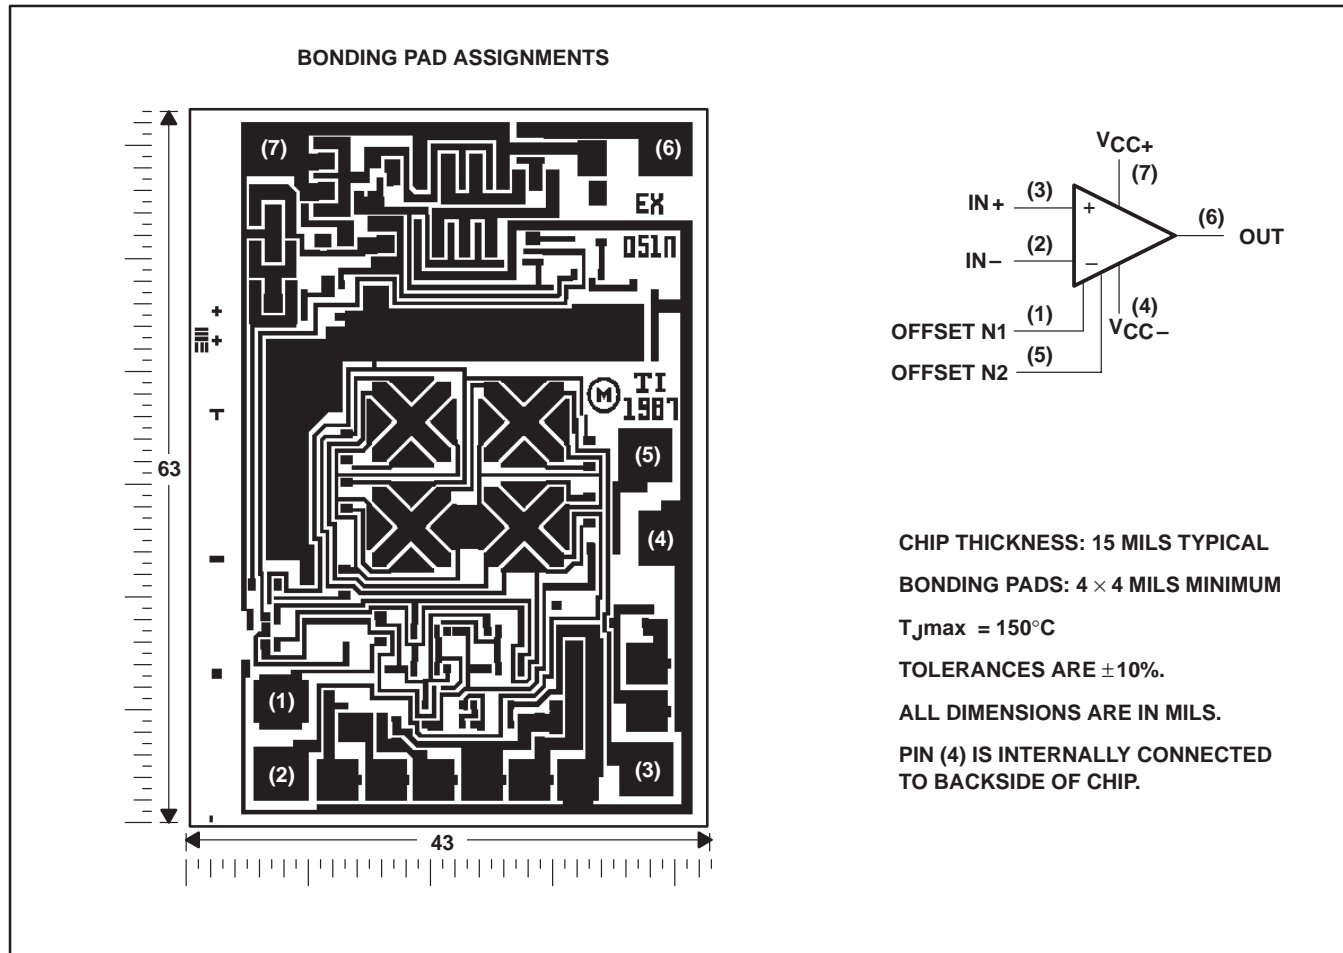 BONDING PAD ASSIGNMENTS
(7)
(6)
EX
051U
TI
M
1987
(5)
(4)
(1)
(2)
(3)
63
43
VCC+
(7)
IN+
(3)
+
(6)
OUT
IN−
(2)
−
(4)
VCC−
OFFSET N1
(1)
OFFSET N2
(5)
CHIP THICKNESS: 15 MILS TYPICAL
BONDING PADS: 4 × 4 MILS MINIMUM
TJmax = 150°C
TOLERANCES ARE ±10%.
ALL DIMENSIONS ARE IN MILS.
PIN (4) IS INTERNALLY CONNECTED
TO BACKSIDE OF CHIP.